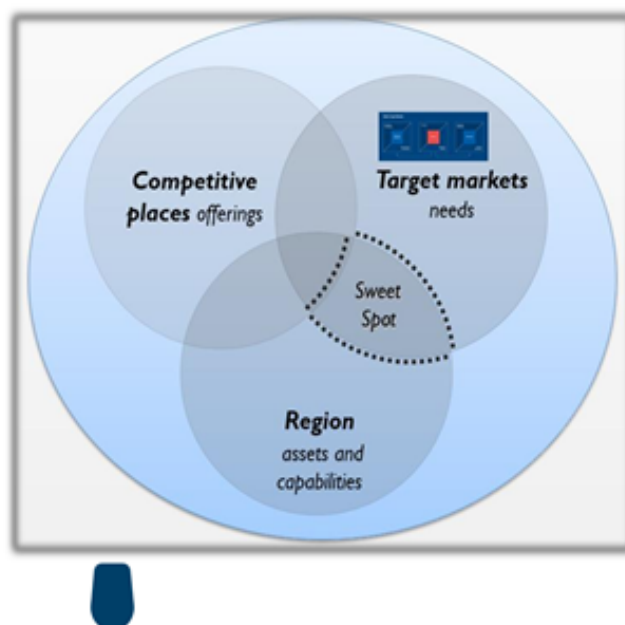 Competitive
places offerings
Target markets
needs
Sweet
Spot
Region
assets and
capabilities